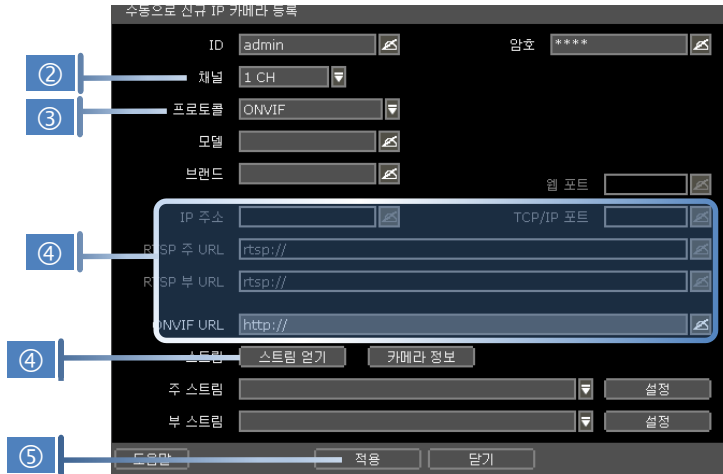 수동으로 신규 IP 카메라 등록
ID admin 암호 ****
② 채널 1 CH
③ 프로토콜 ONVIF
모델
브랜드
웹 포트
IP 주소 TCP/IP 포트
RTSP 주 URL rtsp://
④ RTSP 부 URL rtsp://
ONVIF URL http://
④ 스트림 스트림 얻기 카메라 정보
주 스트림 설정
부 스트림 설정
⑤ 도움말 적용 닫기